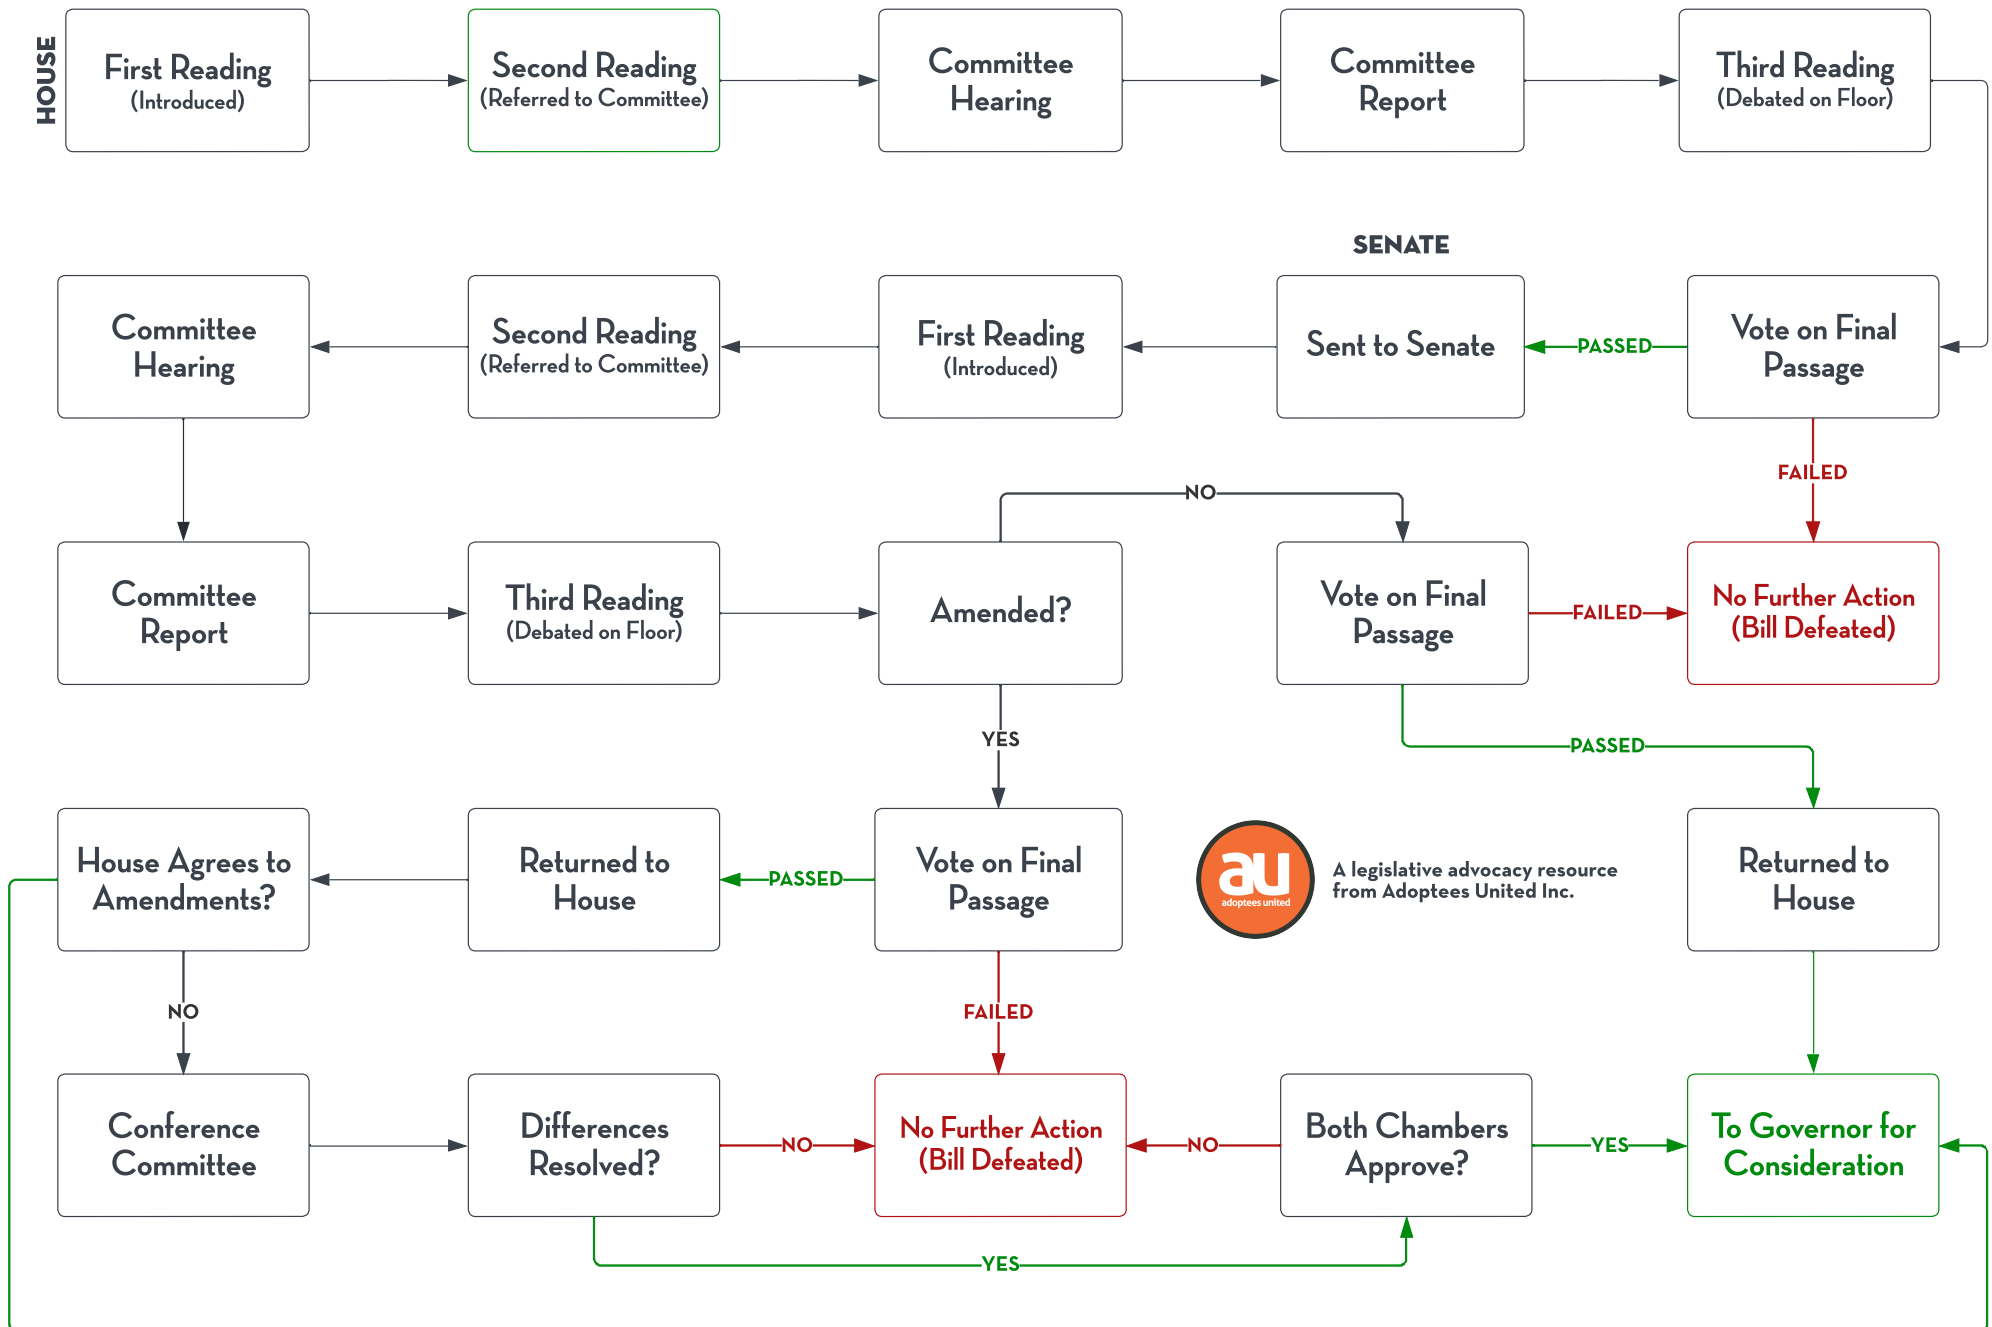 HOUSE
First Reading
(Introduced)
Second Reading
(Referred to Committee)
Committee
Hearing
Committee
Report
Third Reading
(Debated on Floor)
SENATE
Committee
Hearing
Second Reading
(Referred to Committee)
First Reading
(Introduced)
Sent to Senate
PASSED
Vote on Final
Passage
FAILED
NO
Committee
Report
Third Reading
(Debated on Floor)
Amended?
Vote on Final
Passage
FAILED
No Further Action
(Bill Defeated)
YES
PASSED
House Agrees to
Amendments?
Returned to
House
PASSED
Vote on Final
Passage
au
adoptees united
A legislative advocacy resource
from Adoptees United Inc.
Returned to
House
NO
FAILED
Conference
Committee
Differences
Resolved?
NO
No Further Action
(Bill Defeated)
NO
Both Chambers
Approve?
YES
To Governor for
Consideration
YES